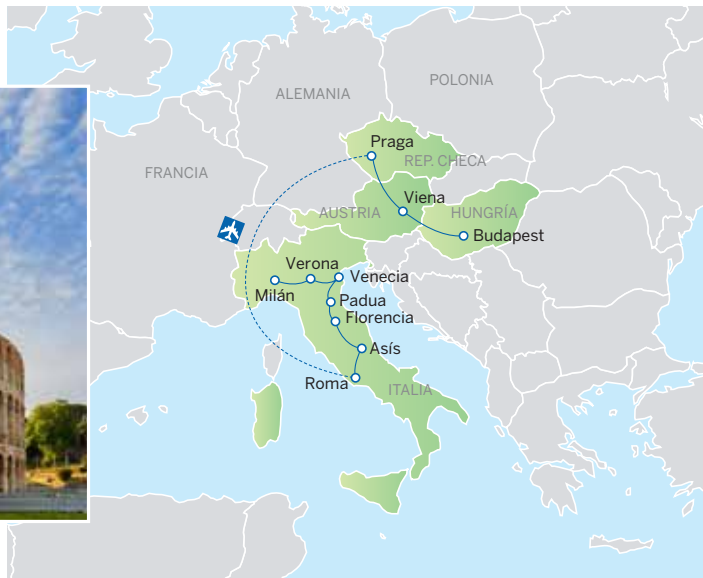 POLONIA
ALEMANIA
Praga
REP. CHECA
FRANCIA
Viena
AUSTRIA
HUNGRÍA
Budapest
Verona
Venecia
Milán
Padua
Florencia
Asís
Roma
ITALIA